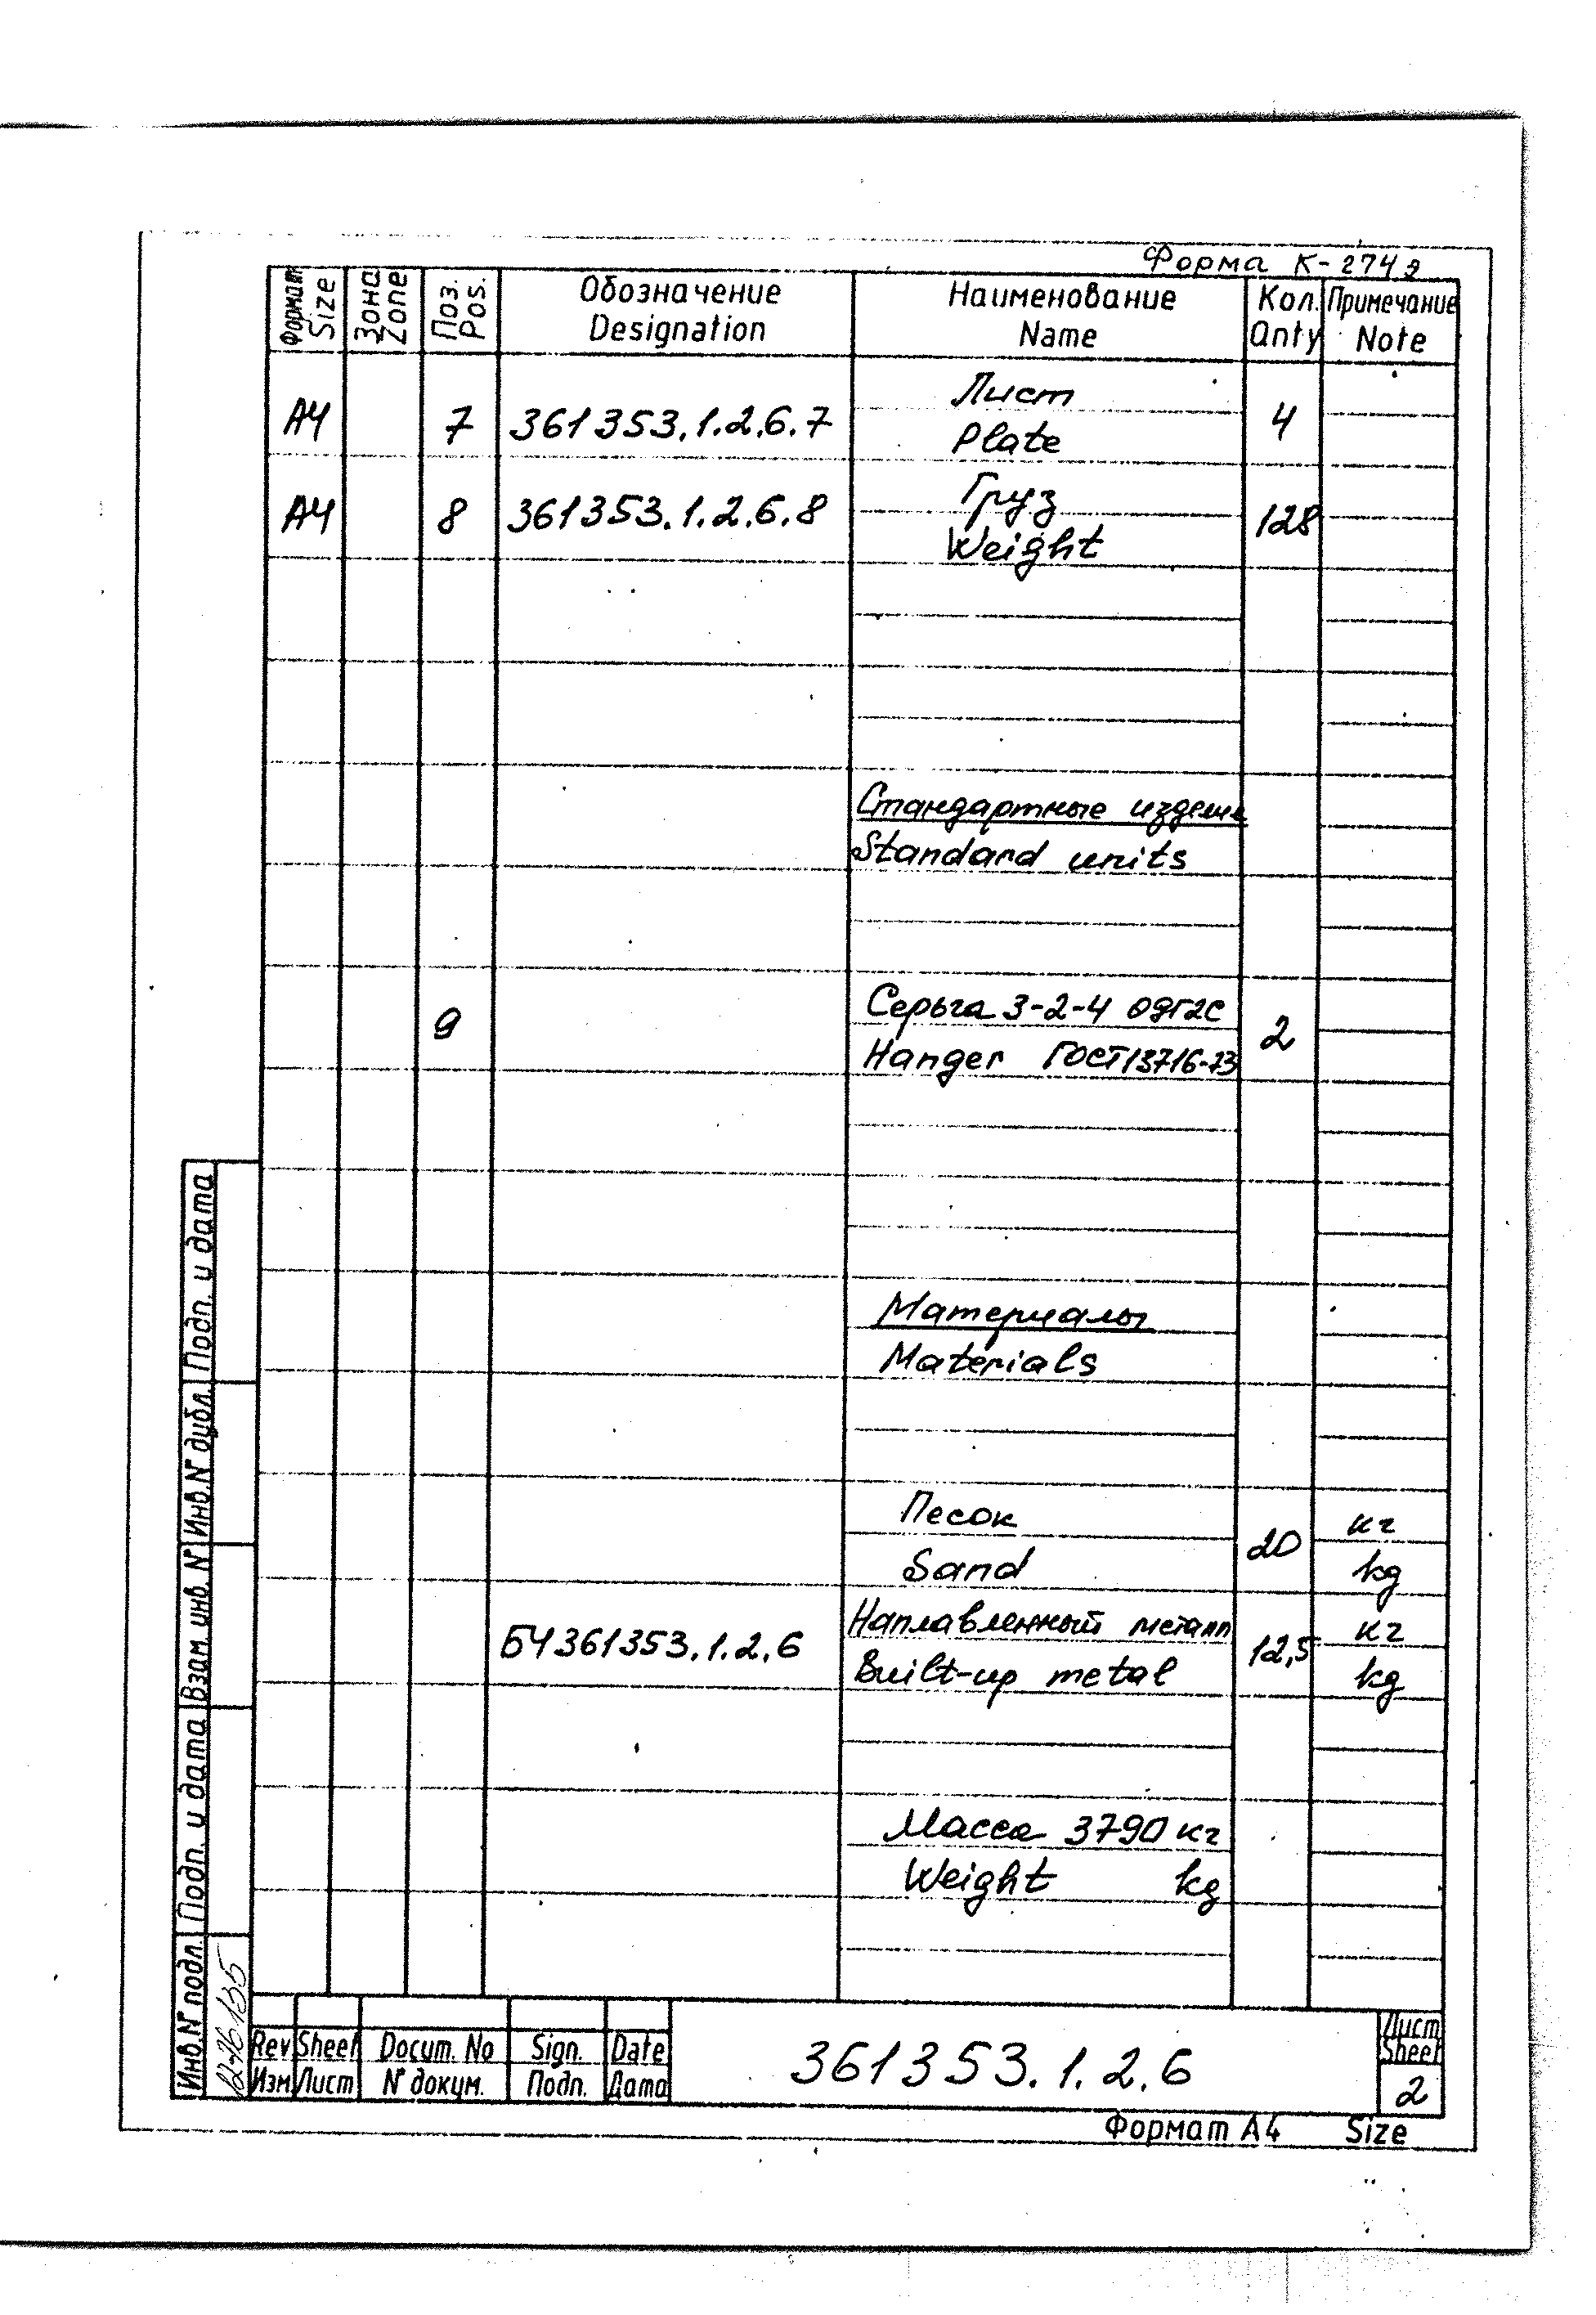 Форма К-274э
Формат Зона Поз. Обозначение Наименование Кол. Примечание
Size Zone Pos. Designation Name Qnty Note
Лист
А4 7 361353.1.2.6.7 4
Plate
Груз
А4 8 361353.1.2.6.8 128
Weight
Стандартные изделия
Standard units
Серьга 3-2-4 09Г2С
9 2
Hanger ГОСТ13716-73
Материалы
Materials
Песок кг
20
Sand kg
Наплавленный металл кг
БЧ361353.1.2.6 12,5
Built-up metal kg
Масса 3790 кг
Weight kg
Подп. и дата
Инв.№ дубл.
Взам инв. №
Подп. и дата
Инв.№ подл.
Rev Sheet Docum. No Sign. Date
Изм Лист № докум. Подп. Дата
361353.1.2.6
Лист
Sheet
2
Формат А4 Size